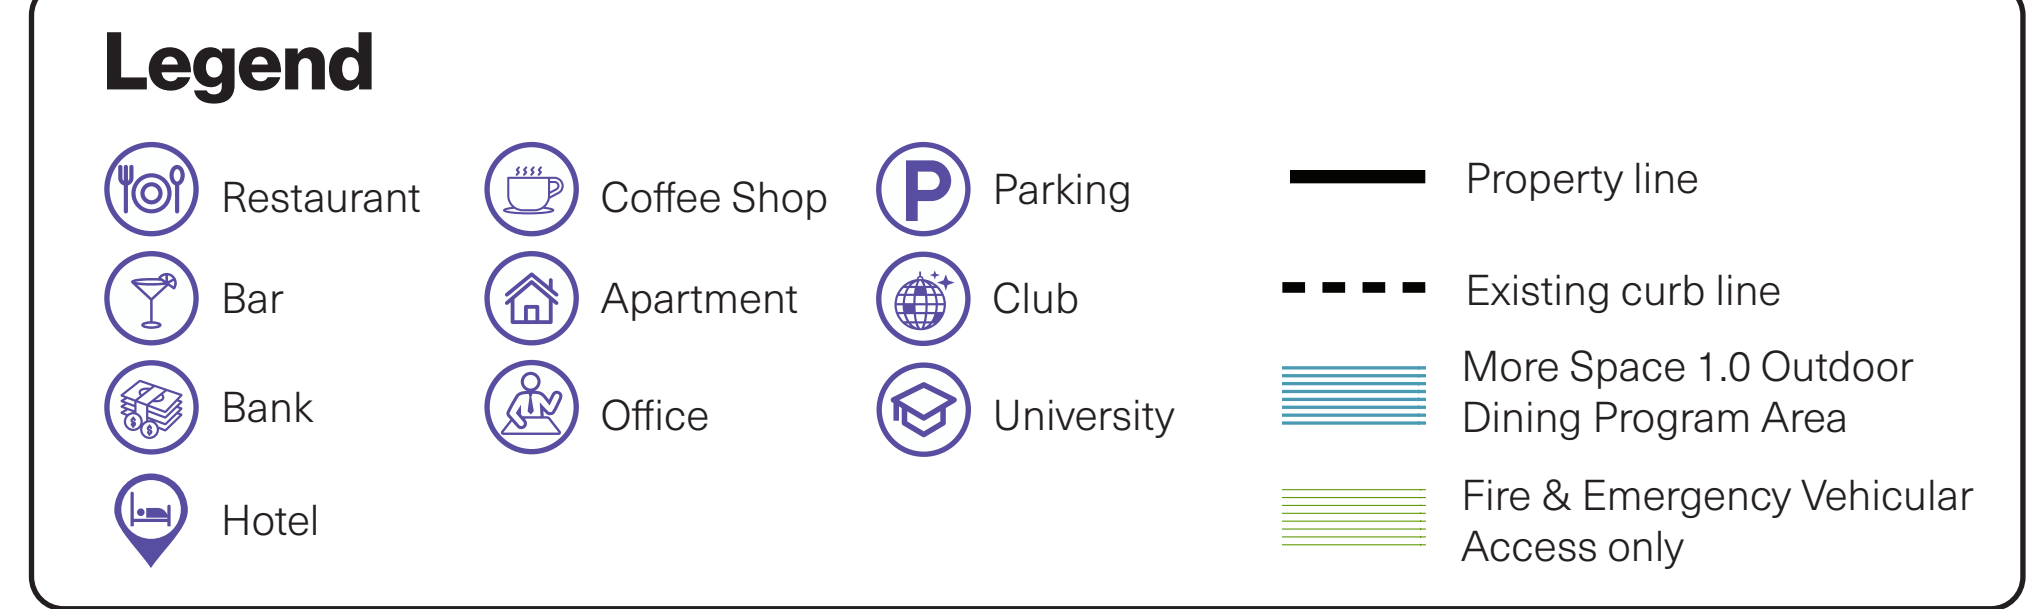 Legend
Restaurant
Bar
Bank
Hotel
Coffee Shop
Apartment
Office
P
Parking
Club
University
Property line
Existing curb line
More Space 1.0 Outdoor
Dining Program Area
Fire & Emergency Vehicular
Access only